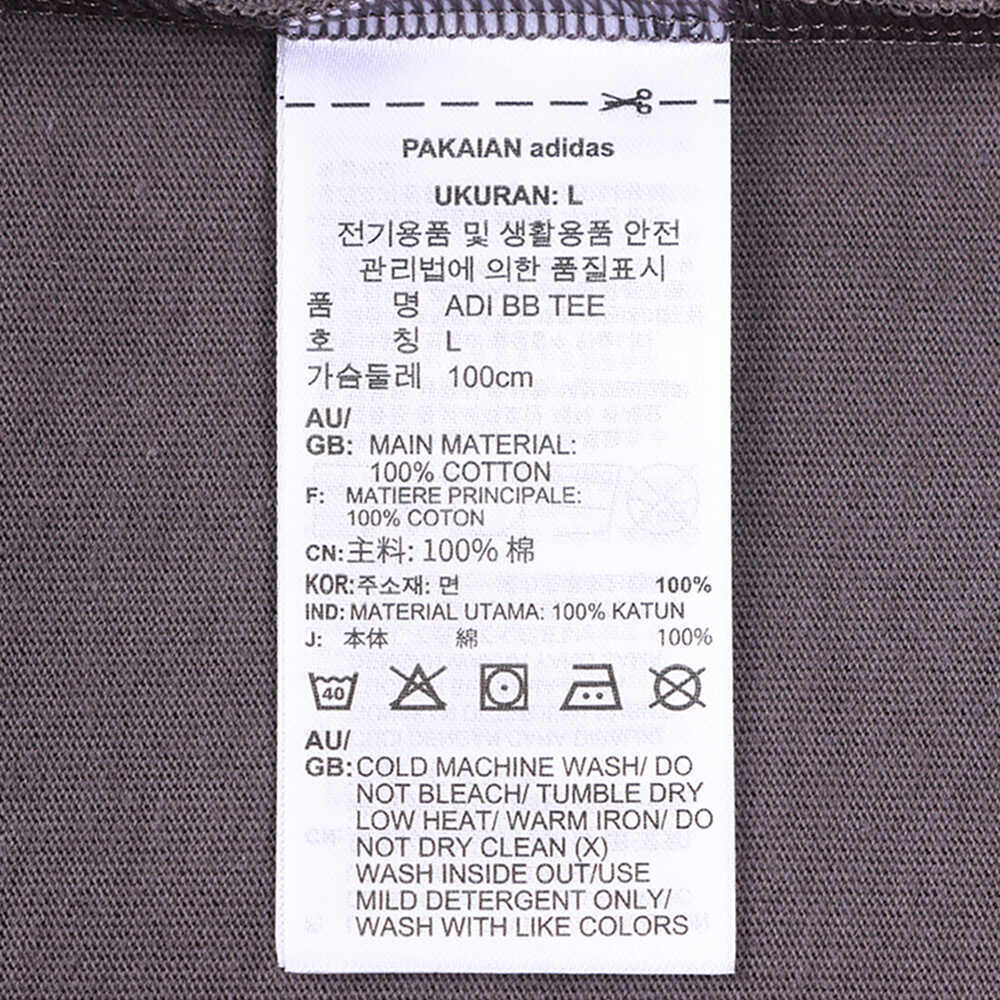 PAKAIAN adidas
UKURAN: L
전기용품 및 생활용품 안전
관리법에 의한 품질표시
품 명 ADI BB TEE
호 칭 L
가슴둘레 100cm
AU/
GB: MAIN MATERIAL:
100% COTTON
F: MATIERE PRINCIPALE:
100% COTON
CN: 主料: 100% 棉
KOR: 주소재: 면 100%
IND: MATERIAL UTAMA: 100% KATUN
J: 本体 綿 100%
40
AU/
GB: COLD MACHINE WASH/ DO
NOT BLEACH/ TUMBLE DRY
LOW HEAT/ WARM IRON/ DO
NOT DRY CLEAN (X)
WASH INSIDE OUT/USE
MILD DETERGENT ONLY/
WASH WITH LIKE COLORS